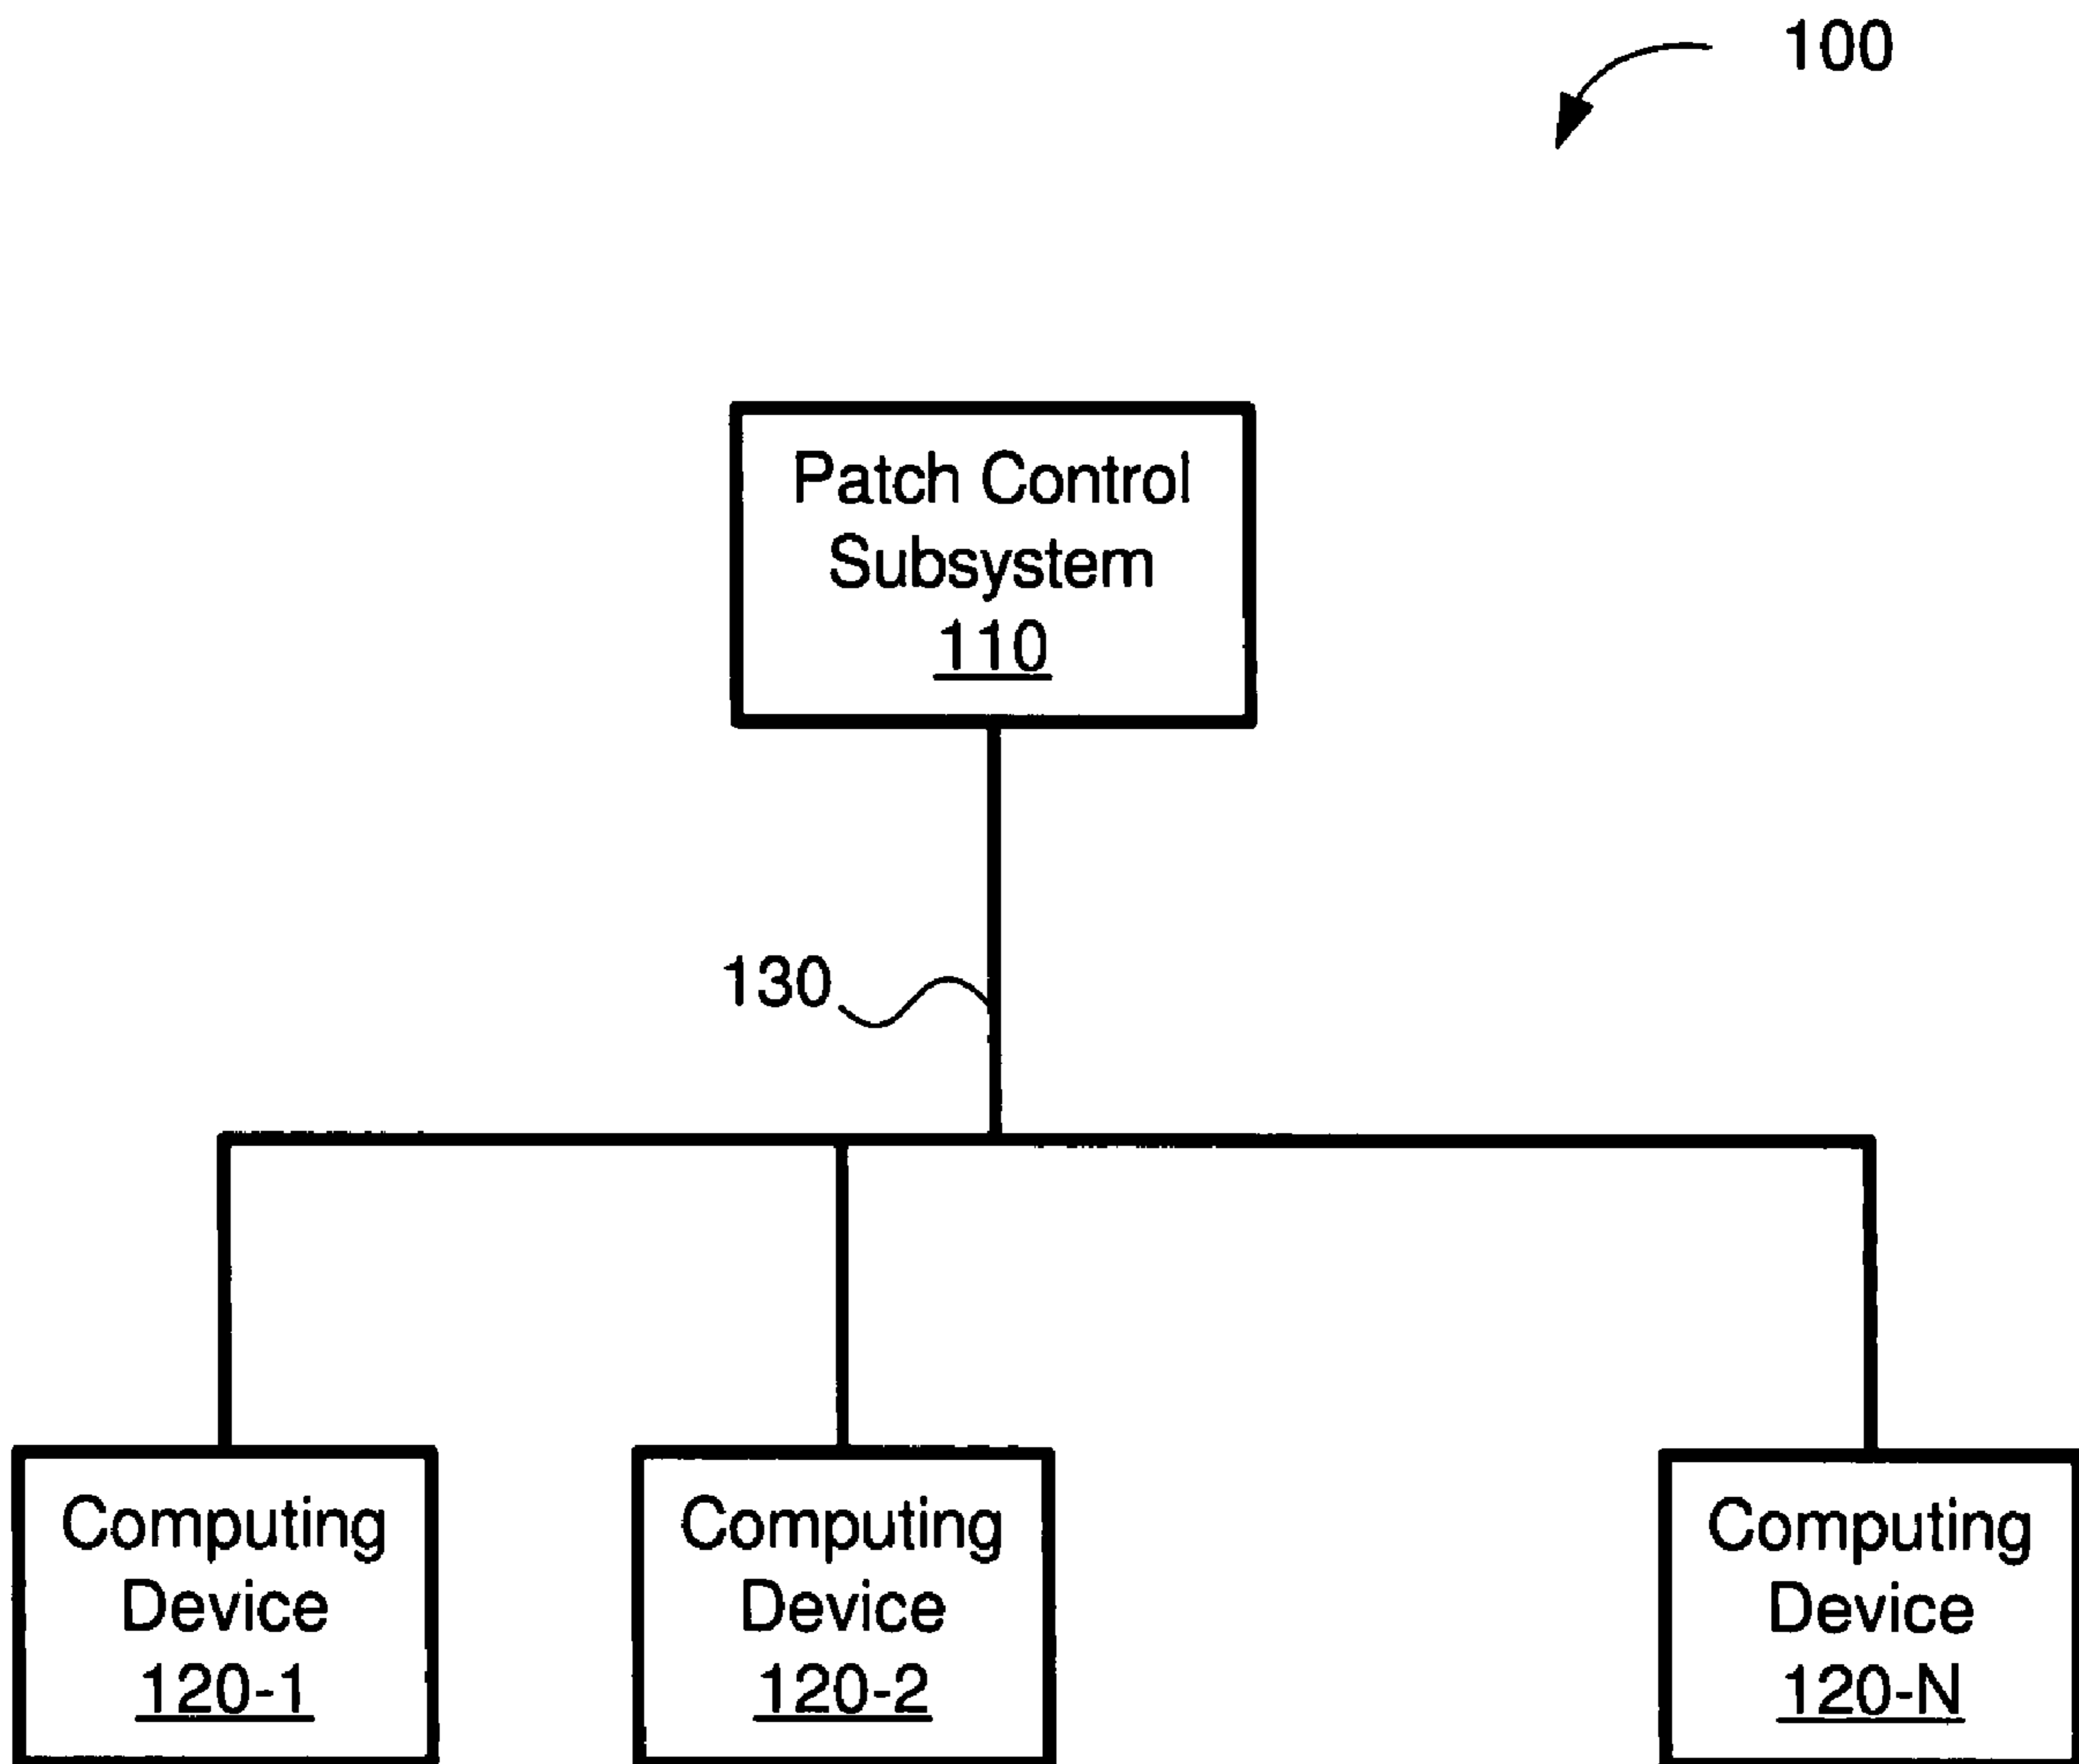 100
Patch Control
Subsystem
110
130
Computing
Device
120-1
Computing
Device
120-2
Computing
Device
120-N